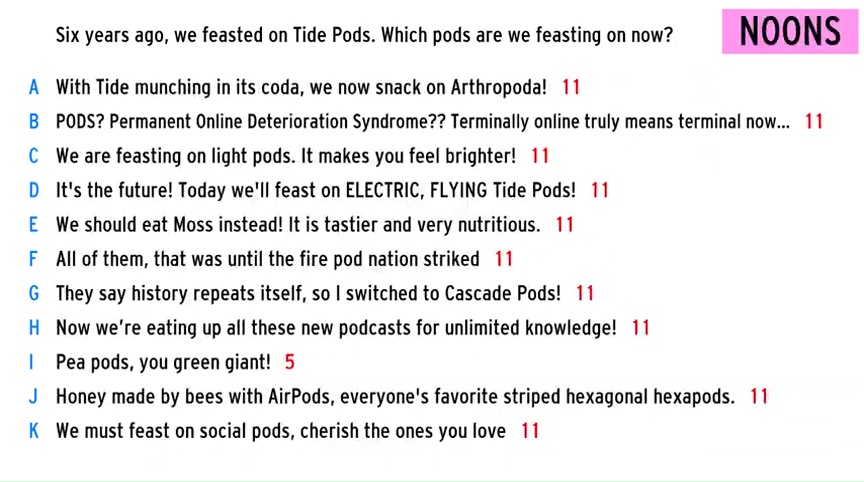 Six years ago, we feasted on Tide Pods. Which pods are we feasting on now?
NOONS
A With Tide munching in its coda, we now snack on Arthropoda! 11
B PODS? Permanent Online Deterioration Syndrome?? Terminally online truly means terminal now... 11
C We are feasting on light pods. It makes you feel brighter! 11
D It's the future! Today we'll feast on ELECTRIC, FLYING Tide Pods! 11
E We should eat Moss instead! It is tastier and very nutritious. 11
F All of them, that was until the fire pod nation striked 11
G They say history repeats itself, so I switched to Cascade Pods! 11
H Now we're eating up all these new podcasts for unlimited knowledge! 11
I Pea pods, you green giant! 5
J Honey made by bees with AirPods, everyone's favorite striped hexagonal hexapods. 11
K We must feast on social pods, cherish the ones you love 11